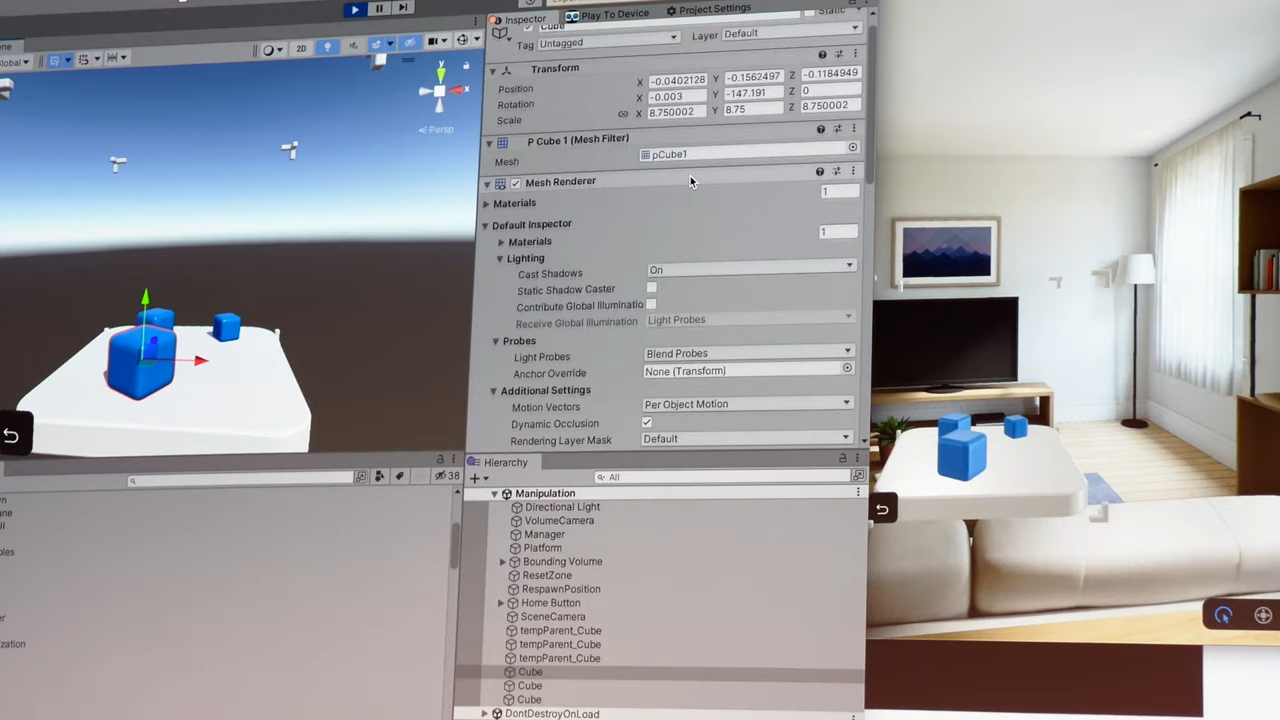 Inspector
Play To Device
Project Settings
Cube
Static
Tag Untagged
Layer Default
Transform
Position X -0.0402128 Y -0.1562497 Z -0.1184949
Rotation X -0.003 Y -147.191 Z 0
Scale X 8.750002 Y 8.75 Z 8.750002
P Cube 1 (Mesh Filter)
Mesh pCube1
Mesh Renderer
Materials 1
Default Inspector
Materials 1
Lighting
Cast Shadows On
Static Shadow Caster
Contribute Global Illuminatio
Receive Global Illumination Light Probes
Probes
Light Probes Blend Probes
Anchor Override None (Transform)
Additional Settings
Motion Vectors Per Object Motion
Dynamic Occlusion
Rendering Layer Mask Default
Global
2D
y
x
Persp
38
Hierarchy
All
Manipulation
Directional Light
VolumeCamera
Manager
Platform
Bounding Volume
ResetZone
RespawnPosition
Home Button
SceneCamera
tempParent_Cube
tempParent_Cube
tempParent_Cube
Cube
Cube
Cube
DontDestroyOnLoad